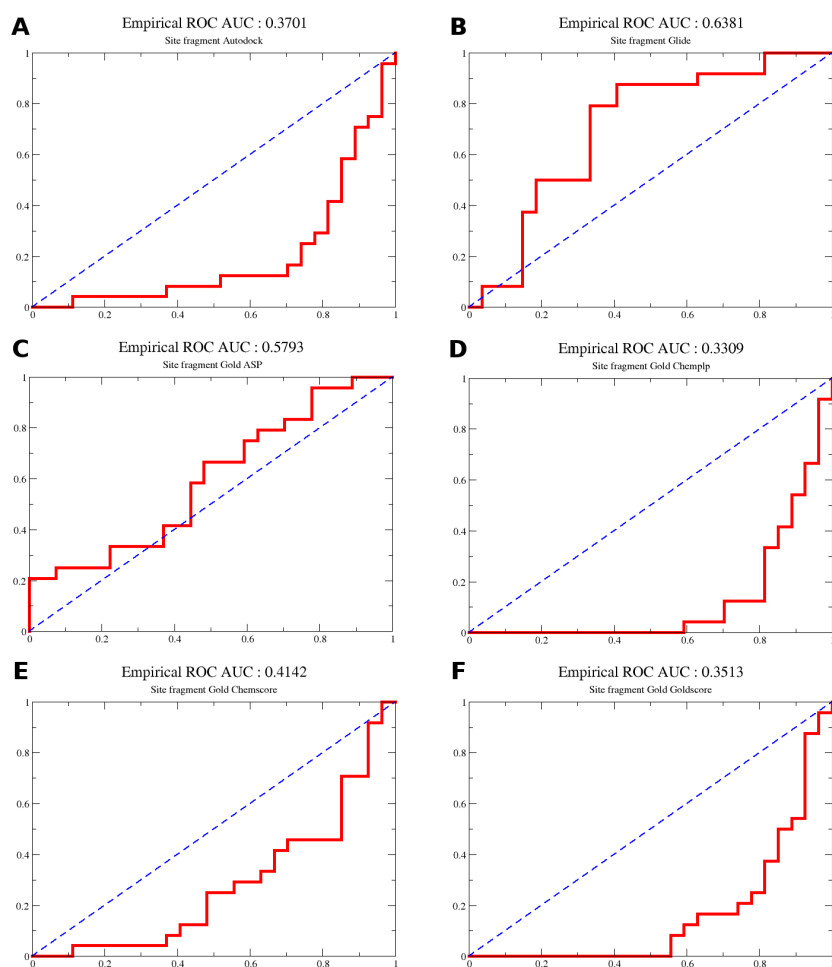 A
Empirical ROC AUC : 0.3701
Site fragment Autodock
1
0.8
0.6
0.4
0.2
0
0 0.2 0.4 0.6 0.8 1
B
Empirical ROC AUC : 0.6381
Site fragment Glide
1
0.8
0.6
0.4
0.2
0
0 0.2 0.4 0.6 0.8 1
C
Empirical ROC AUC : 0.5793
Site fragment Gold ASP
1
0.8
0.6
0.4
0.2
0
0 0.2 0.4 0.6 0.8 1
D
Empirical ROC AUC : 0.3309
Site fragment Gold Chemplp
1
0.8
0.6
0.4
0.2
0
0 0.2 0.4 0.6 0.8 1
E
Empirical ROC AUC : 0.4142
Site fragment Gold Chemscore
1
0.8
0.6
0.4
0.2
0
0 0.2 0.4 0.6 0.8 1
F
Empirical ROC AUC : 0.3513
Site fragment Gold Goldscore
1
0.8
0.6
0.4
0.2
0
0 0.2 0.4 0.6 0.8 1